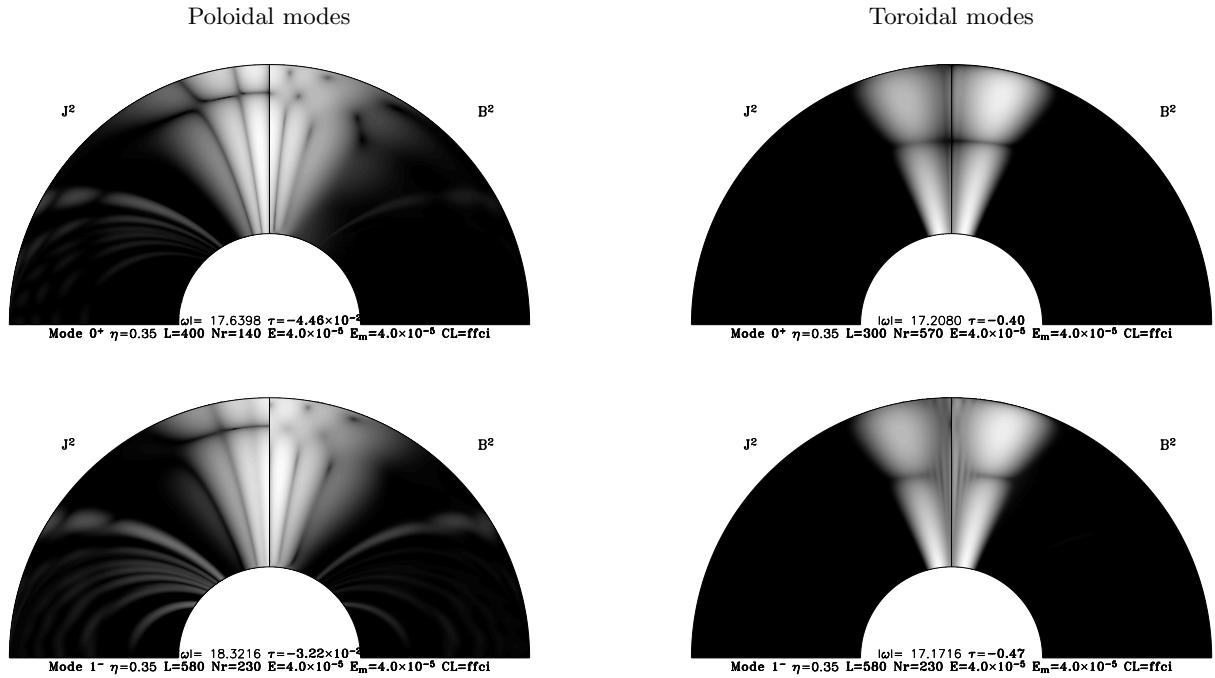 Poloidal modes
Toroidal modes
J²
B²
J²
B²
|ω|= 17.6398 τ=−4.46×10⁻²
|ω|= 17.2080 τ=−0.40
Mode 0⁺ η=0.35 L=400 Nr=140 E=4.0×10⁻⁵ Eₘ=4.0×10⁻⁵ CL=ffci
Mode 0⁺ η=0.35 L=300 Nr=570 E=4.0×10⁻⁵ Eₘ=4.0×10⁻⁵ CL=ffci
J²
B²
J²
B²
|ω|= 18.3216 τ=−3.22×10⁻²
|ω|= 17.1716 τ=−0.47
Mode 1⁻ η=0.35 L=580 Nr=230 E=4.0×10⁻⁵ Eₘ=4.0×10⁻⁵ CL=ffci
Mode 1⁻ η=0.35 L=580 Nr=230 E=4.0×10⁻⁵ Eₘ=4.0×10⁻⁵ CL=ffci